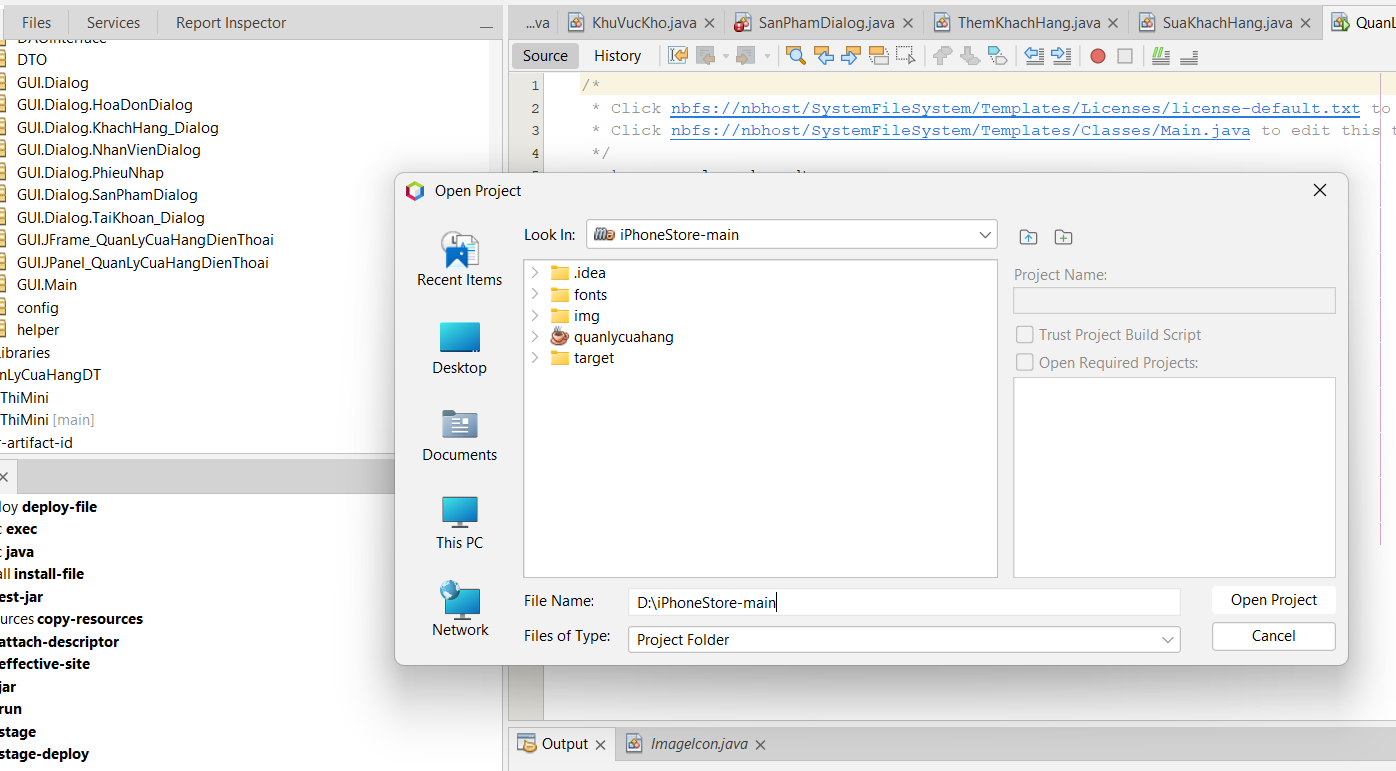 Files Services Report Inspector
DAOInterface
DTO
GUI.Dialog
GUI.Dialog.HoaDonDialog
GUI.Dialog.KhachHang_Dialog
GUI.Dialog.NhanVienDialog
GUI.Dialog.PhieuNhap
GUI.Dialog.SanPhamDialog
GUI.Dialog.TaiKhoan_Dialog
GUI.JFrame_QuanLyCuaHangDienThoai
GUI.JPanel_QuanLyCuaHangDienThoai
GUI.Main
config
helper
ibraries
nLyCuaHangDT
ThiMini
ThiMini [main]
r-artifact-id
loy deploy-file
c exec
c java
all install-file
est-jar
urces copy-resources
attach-descriptor
effective-site
jar
run
stage
stage-deploy
...va KhuVucKho.java SanPhamDialog.java ThemKhachHang.java SuaKhachHang.java QuanL
Source History
1 /*
2 * Click nbfs://nbhost/SystemFileSystem/Templates/Licenses/license-default.txt to
3 * Click nbfs://nbhost/SystemFileSystem/Templates/Classes/Main.java to edit this t
4 */
Open Project
Look In: iPhoneStore-main
Recent Items
Desktop
Documents
This PC
Network
.idea
fonts
img
quanlycuahang
target
Project Name:
Trust Project Build Script
Open Required Projects:
File Name: D:\iPhoneStore-main
Open Project
Files of Type: Project Folder
Cancel
Output ImageIcon.java